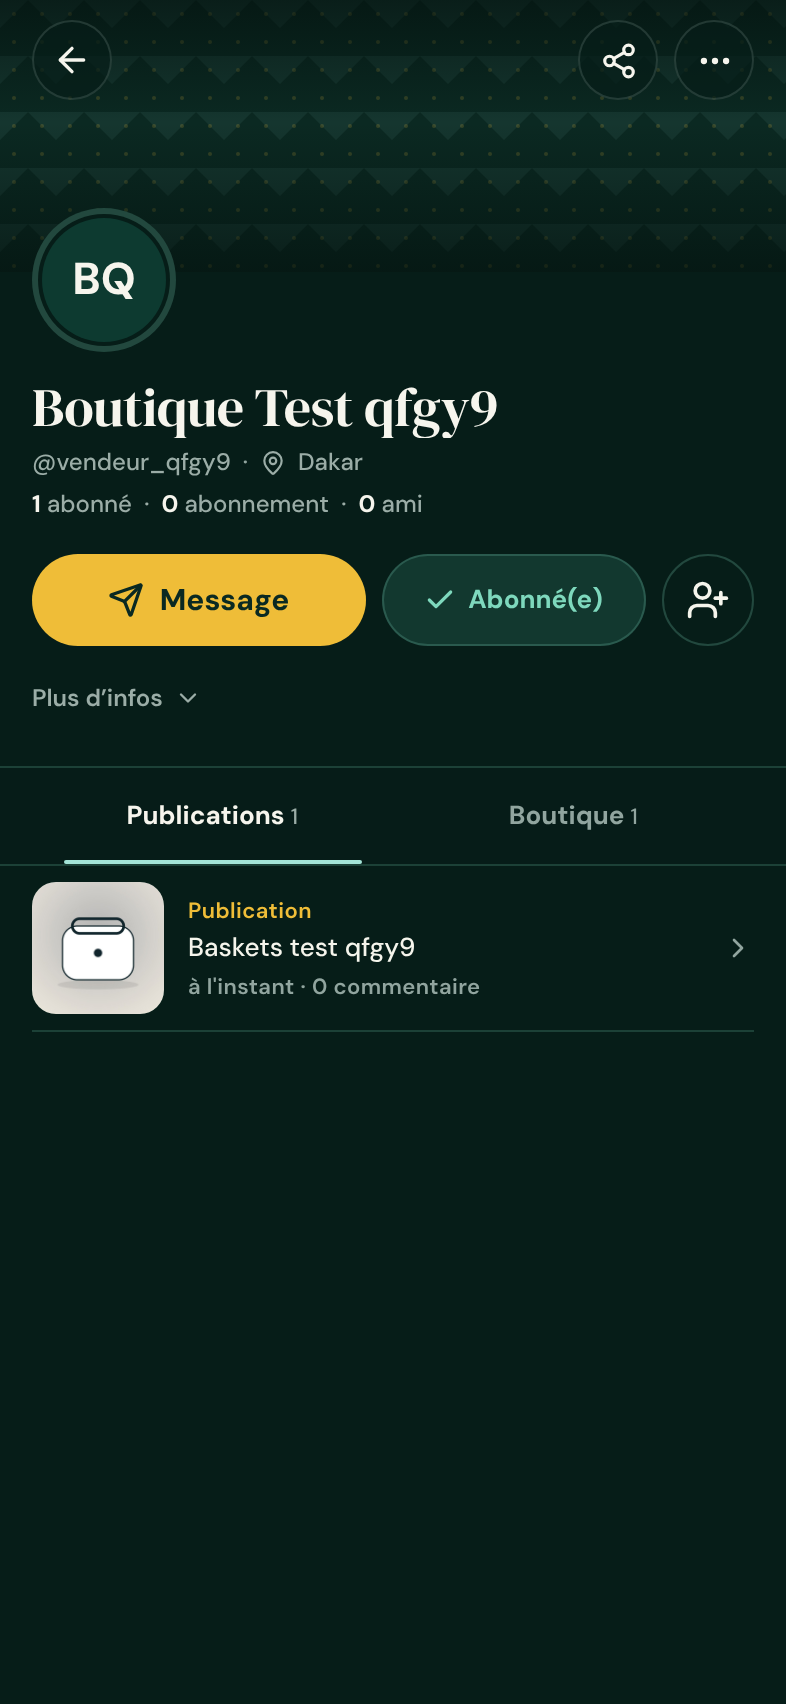 BQ
Boutique Test qfgy9
@vendeur_qfgy9 · Dakar
1 abonné · 0 abonnement · 0 ami
Message
Abonné(e)
Plus d’infos
Publications 1
Boutique 1
Publication
Baskets test qfgy9
à l'instant · 0 commentaire